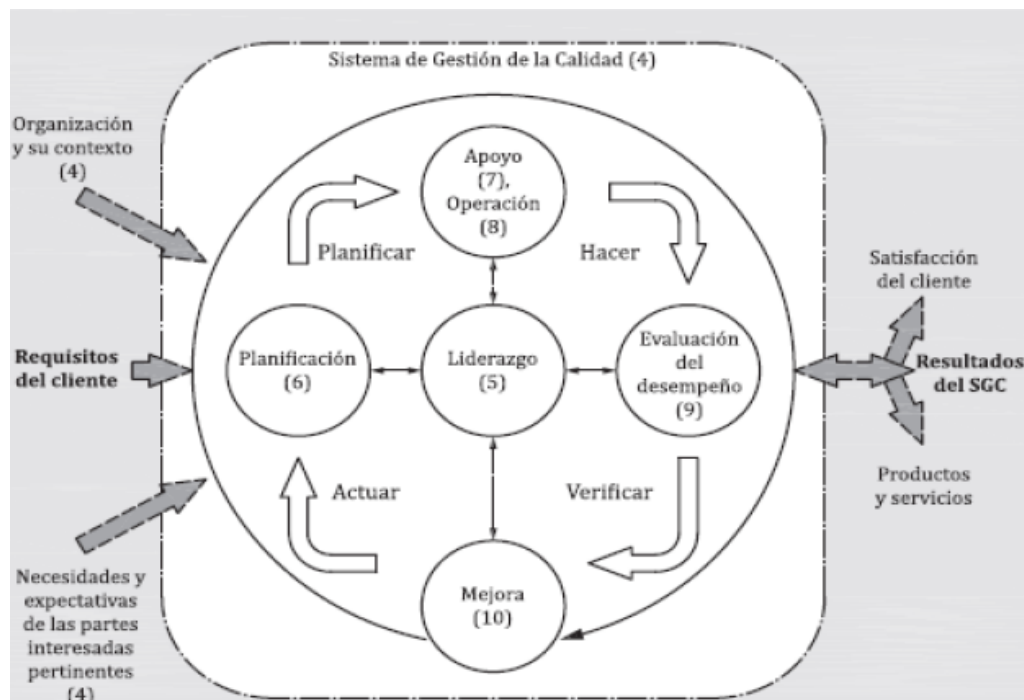 Sistema de Gestión de la Calidad (4)
Organización
y su contexto
(4)
Apoyo
(7),
Operación
(8)
Planificar
Hacer
Satisfacción
del cliente
Requisitos
del cliente
Planificación
(6)
Liderazgo
(5)
Evaluación
del
desempeño
(9)
Resultados
del SGC
Actuar
Verificar
Productos
y servicios
Necesidades y
expectativas
de las partes
interesadas
pertinentes
(4)
Mejora
(10)